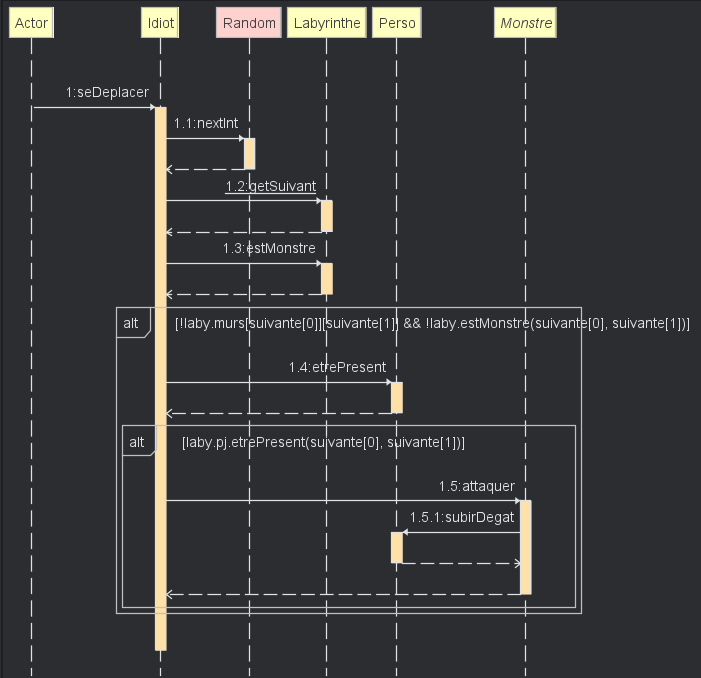 Actor Idiot Random Labyrinthe Perso Monstre
1:seDeplacer
1.1:nextInt
1.2:getSuivant
1.3:estMonstre
alt [!laby.murs[suivante[0]][suivante[1]] && !laby.estMonstre(suivante[0], suivante[1])]
1.4:etrePresent
alt [laby.pj.etrePresent(suivante[0], suivante[1])]
1.5:attaquer
1.5.1:subirDegat